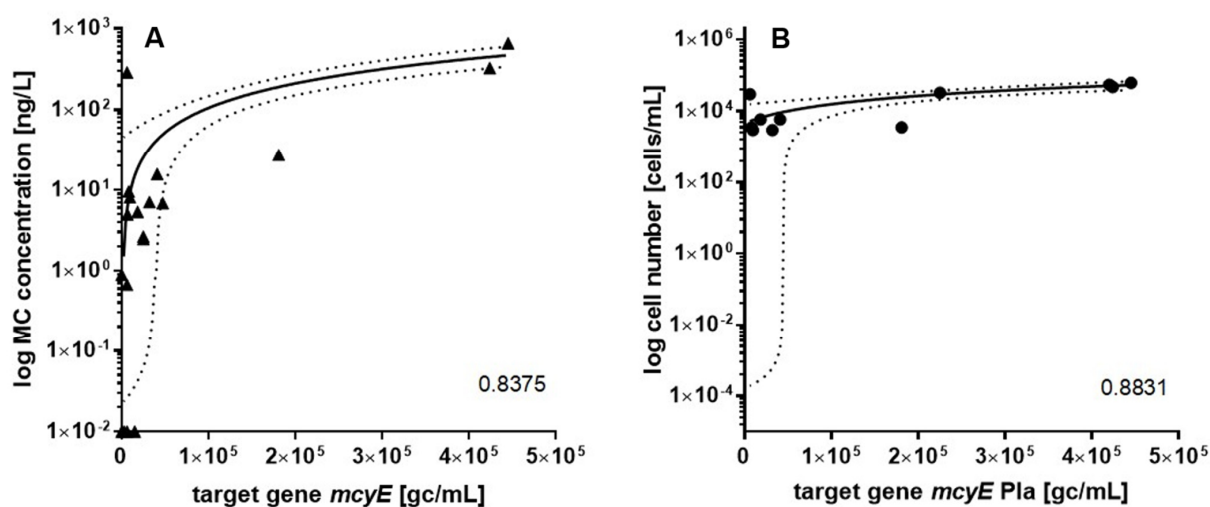 A
log MC concentration [ng/L]
1×10³
1×10²
1×10¹
1×10⁰
1×10⁻¹
1×10⁻²
0.8375
0 1×10⁵ 2×10⁵ 3×10⁵ 4×10⁵ 5×10⁵
target gene mcyE [gc/mL]
B
log cell number [cells/mL]
1×10⁶
1×10⁴
1×10²
1×10⁰
1×10⁻²
1×10⁻⁴
0.8831
0 1×10⁵ 2×10⁵ 3×10⁵ 4×10⁵ 5×10⁵
target gene mcyE Pla [gc/mL]